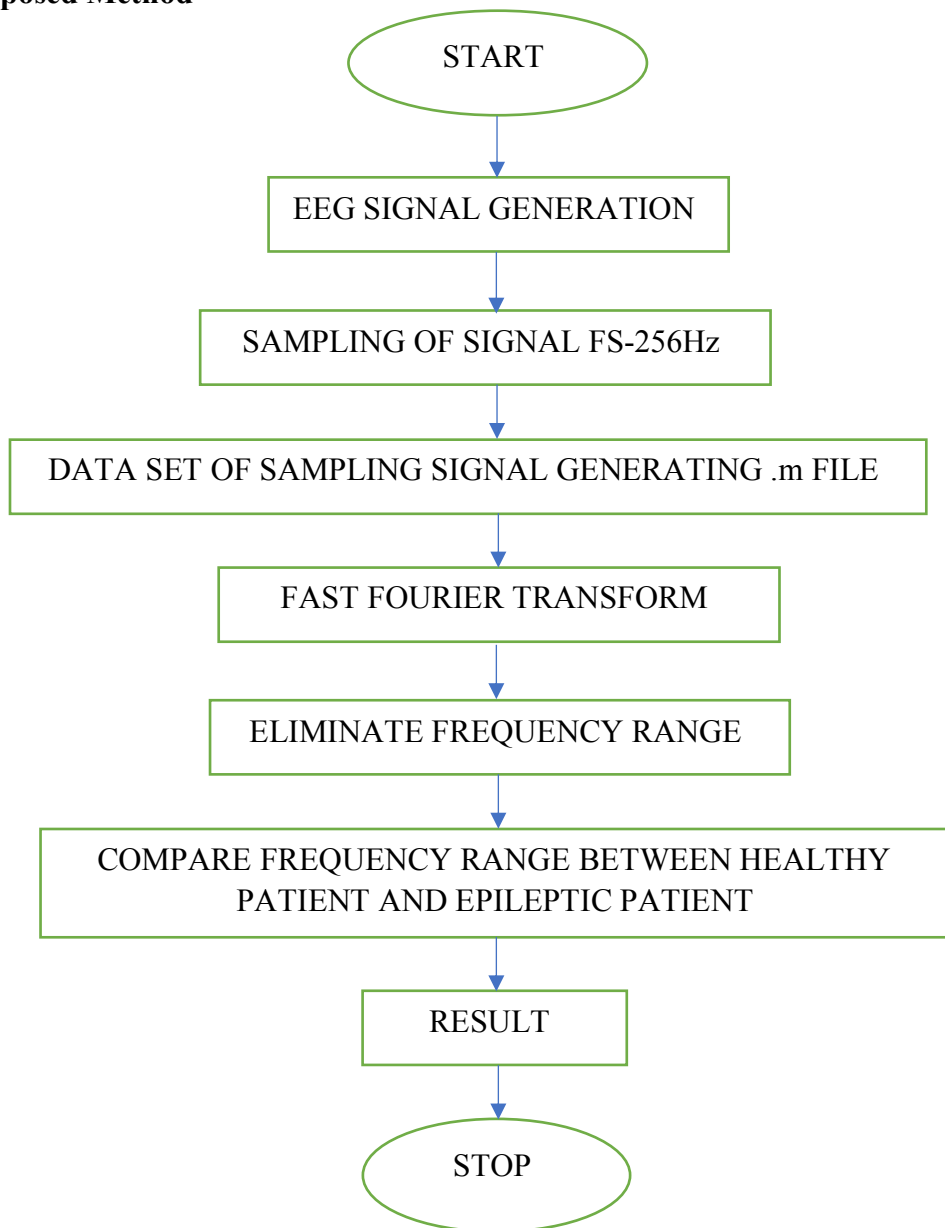 posed Method
START
EEG SIGNAL GENERATION
SAMPLING OF SIGNAL FS-256Hz
DATA SET OF SAMPLING SIGNAL GENERATING .m FILE
FAST FOURIER TRANSFORM
ELIMINATE FREQUENCY RANGE
COMPARE FREQUENCY RANGE BETWEEN HEALTHY
PATIENT AND EPILEPTIC PATIENT
RESULT
STOP